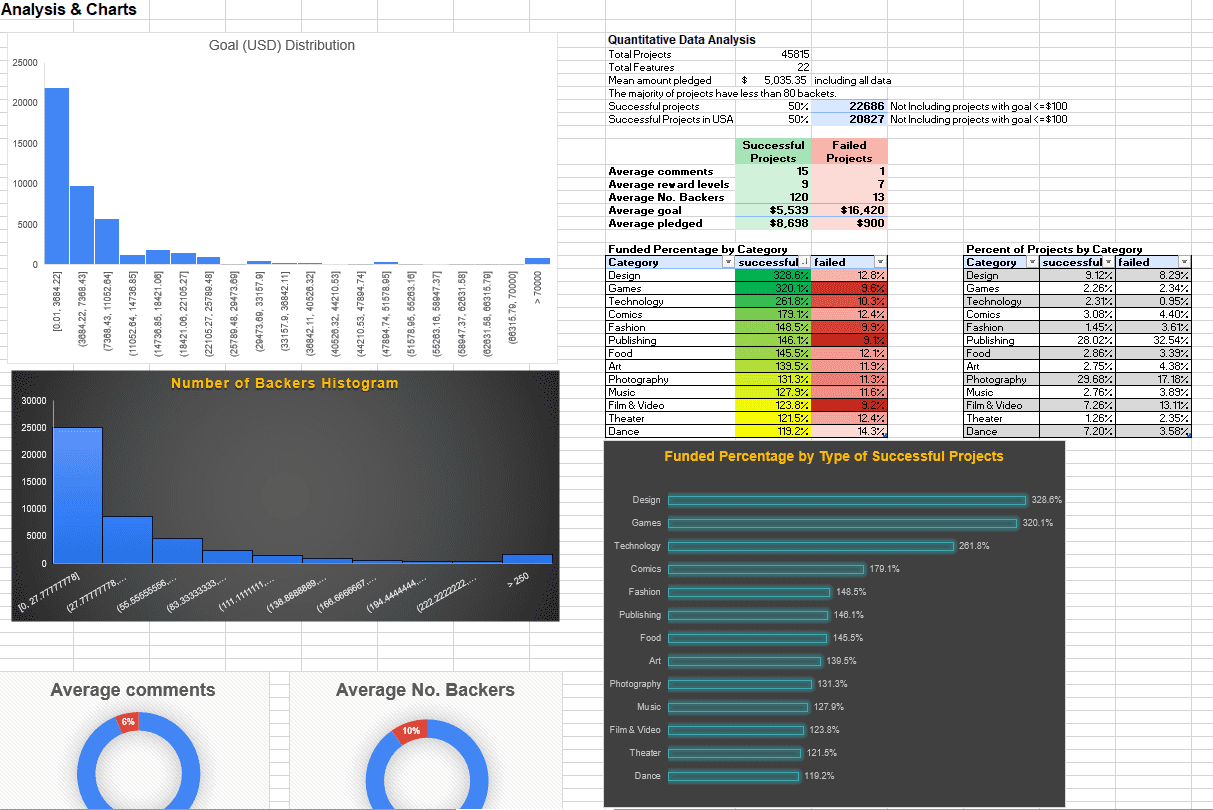 Analysis & Charts
Goal (USD) Distribution
25000
20000
15000
10000
5000
0
[0.01, 3684.22]
(3684.22, 7368.43]
(7368.43, 11052.64]
(11052.64, 14736.85]
(14736.85, 18421.06]
(18421.06, 22105.27]
(22105.27, 25789.48]
(25789.48, 29473.69]
(29473.69, 33157.9]
(33157.9, 36842.11]
(36842.11, 40526.32]
(40526.32, 44210.53]
(44210.53, 47894.74]
(47894.74, 51578.95]
(51578.95, 55263.16]
(55263.16, 58947.37]
(58947.37, 62631.58]
(62631.58, 66315.79]
(66315.79, 70000]
> 70000
Number of Backers Histogram
30000
25000
20000
15000
10000
5000
0
[0, 27.77777778]
(27.77777778,...
(55.55555556,...
(83.33333333,...
(111.1111111,...
(138.8888889,...
(166.6666667,...
(194.4444444,...
(222.2222222,...
> 250
Average comments
6%
Average No. Backers
10%
Quantitative Data Analysis
Total Projects 45815
Total Features 22
Mean amount pledged $ 5,035.35 including all data
The majority of projects have less than 80 backets.
Successful projects 50% 22686 Not Including projects with goal <=$100
Successful Projects in USA 50% 20827 Not Including projects with goal <=$100
Successful Projects Failed Projects
Average comments 15 1
Average reward levels 9 7
Average No. Backers 120 13
Average goal $5,539 $16,420
Average pledged $8,698 $900
Funded Percentage by Category
Category successful failed
Design 328.6% 12.8%
Games 320.1% 9.6%
Technology 261.8% 10.3%
Comics 179.1% 12.4%
Fashion 148.5% 9.9%
Publishing 146.1% 9.1%
Food 145.5% 12.1%
Art 139.5% 11.9%
Photography 131.3% 11.3%
Music 127.9% 11.6%
Film & Video 123.8% 9.2%
Theater 121.5% 12.4%
Dance 119.2% 14.3%
Percent of Projects by Category
Category successful failed
Design 9.12% 8.29%
Games 2.26% 2.34%
Technology 2.31% 0.95%
Comics 3.08% 4.40%
Fashion 1.45% 3.61%
Publishing 28.02% 32.54%
Food 2.86% 3.39%
Art 2.75% 4.38%
Photography 29.68% 17.18%
Music 2.76% 3.89%
Film & Video 7.26% 13.11%
Theater 1.26% 2.35%
Dance 7.20% 3.58%
Funded Percentage by Type of Successful Projects
Design 328.6%
Games 320.1%
Technology 261.8%
Comics 179.1%
Fashion 148.5%
Publishing 146.1%
Food 145.5%
Art 139.5%
Photography 131.3%
Music 127.9%
Film & Video 123.8%
Theater 121.5%
Dance 119.2%